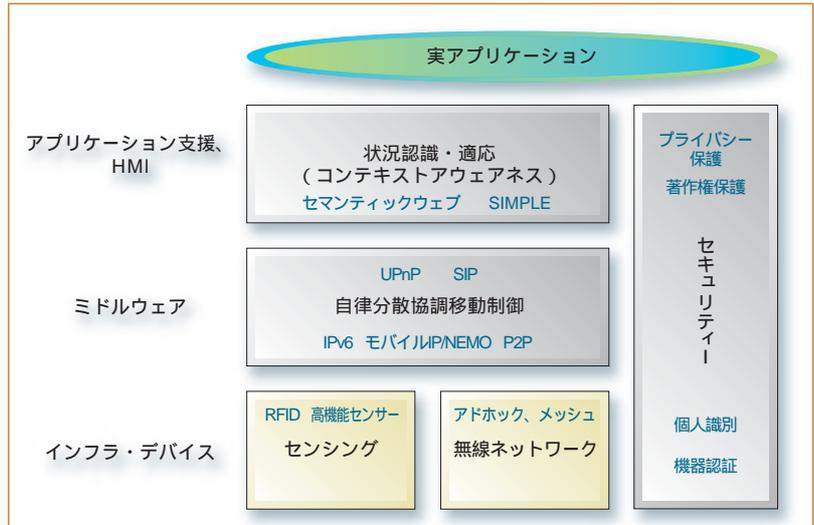 実アプリケーション
アプリケーション支援、
HMI
状況認識・適応
(コンテキストアウェアネス)
セマンティックウェブ SIMPLE
ミドルウェア
UPnP SIP
自律分散協調移動制御
IPv6 モバイルIP/NEMO P2P
インフラ・デバイス
RFID 高機能センサー
センシング
アドホック、メッシュ
無線ネットワーク
プライバシー
保護
著作権保護
セキュリティー
個人識別
機器認証